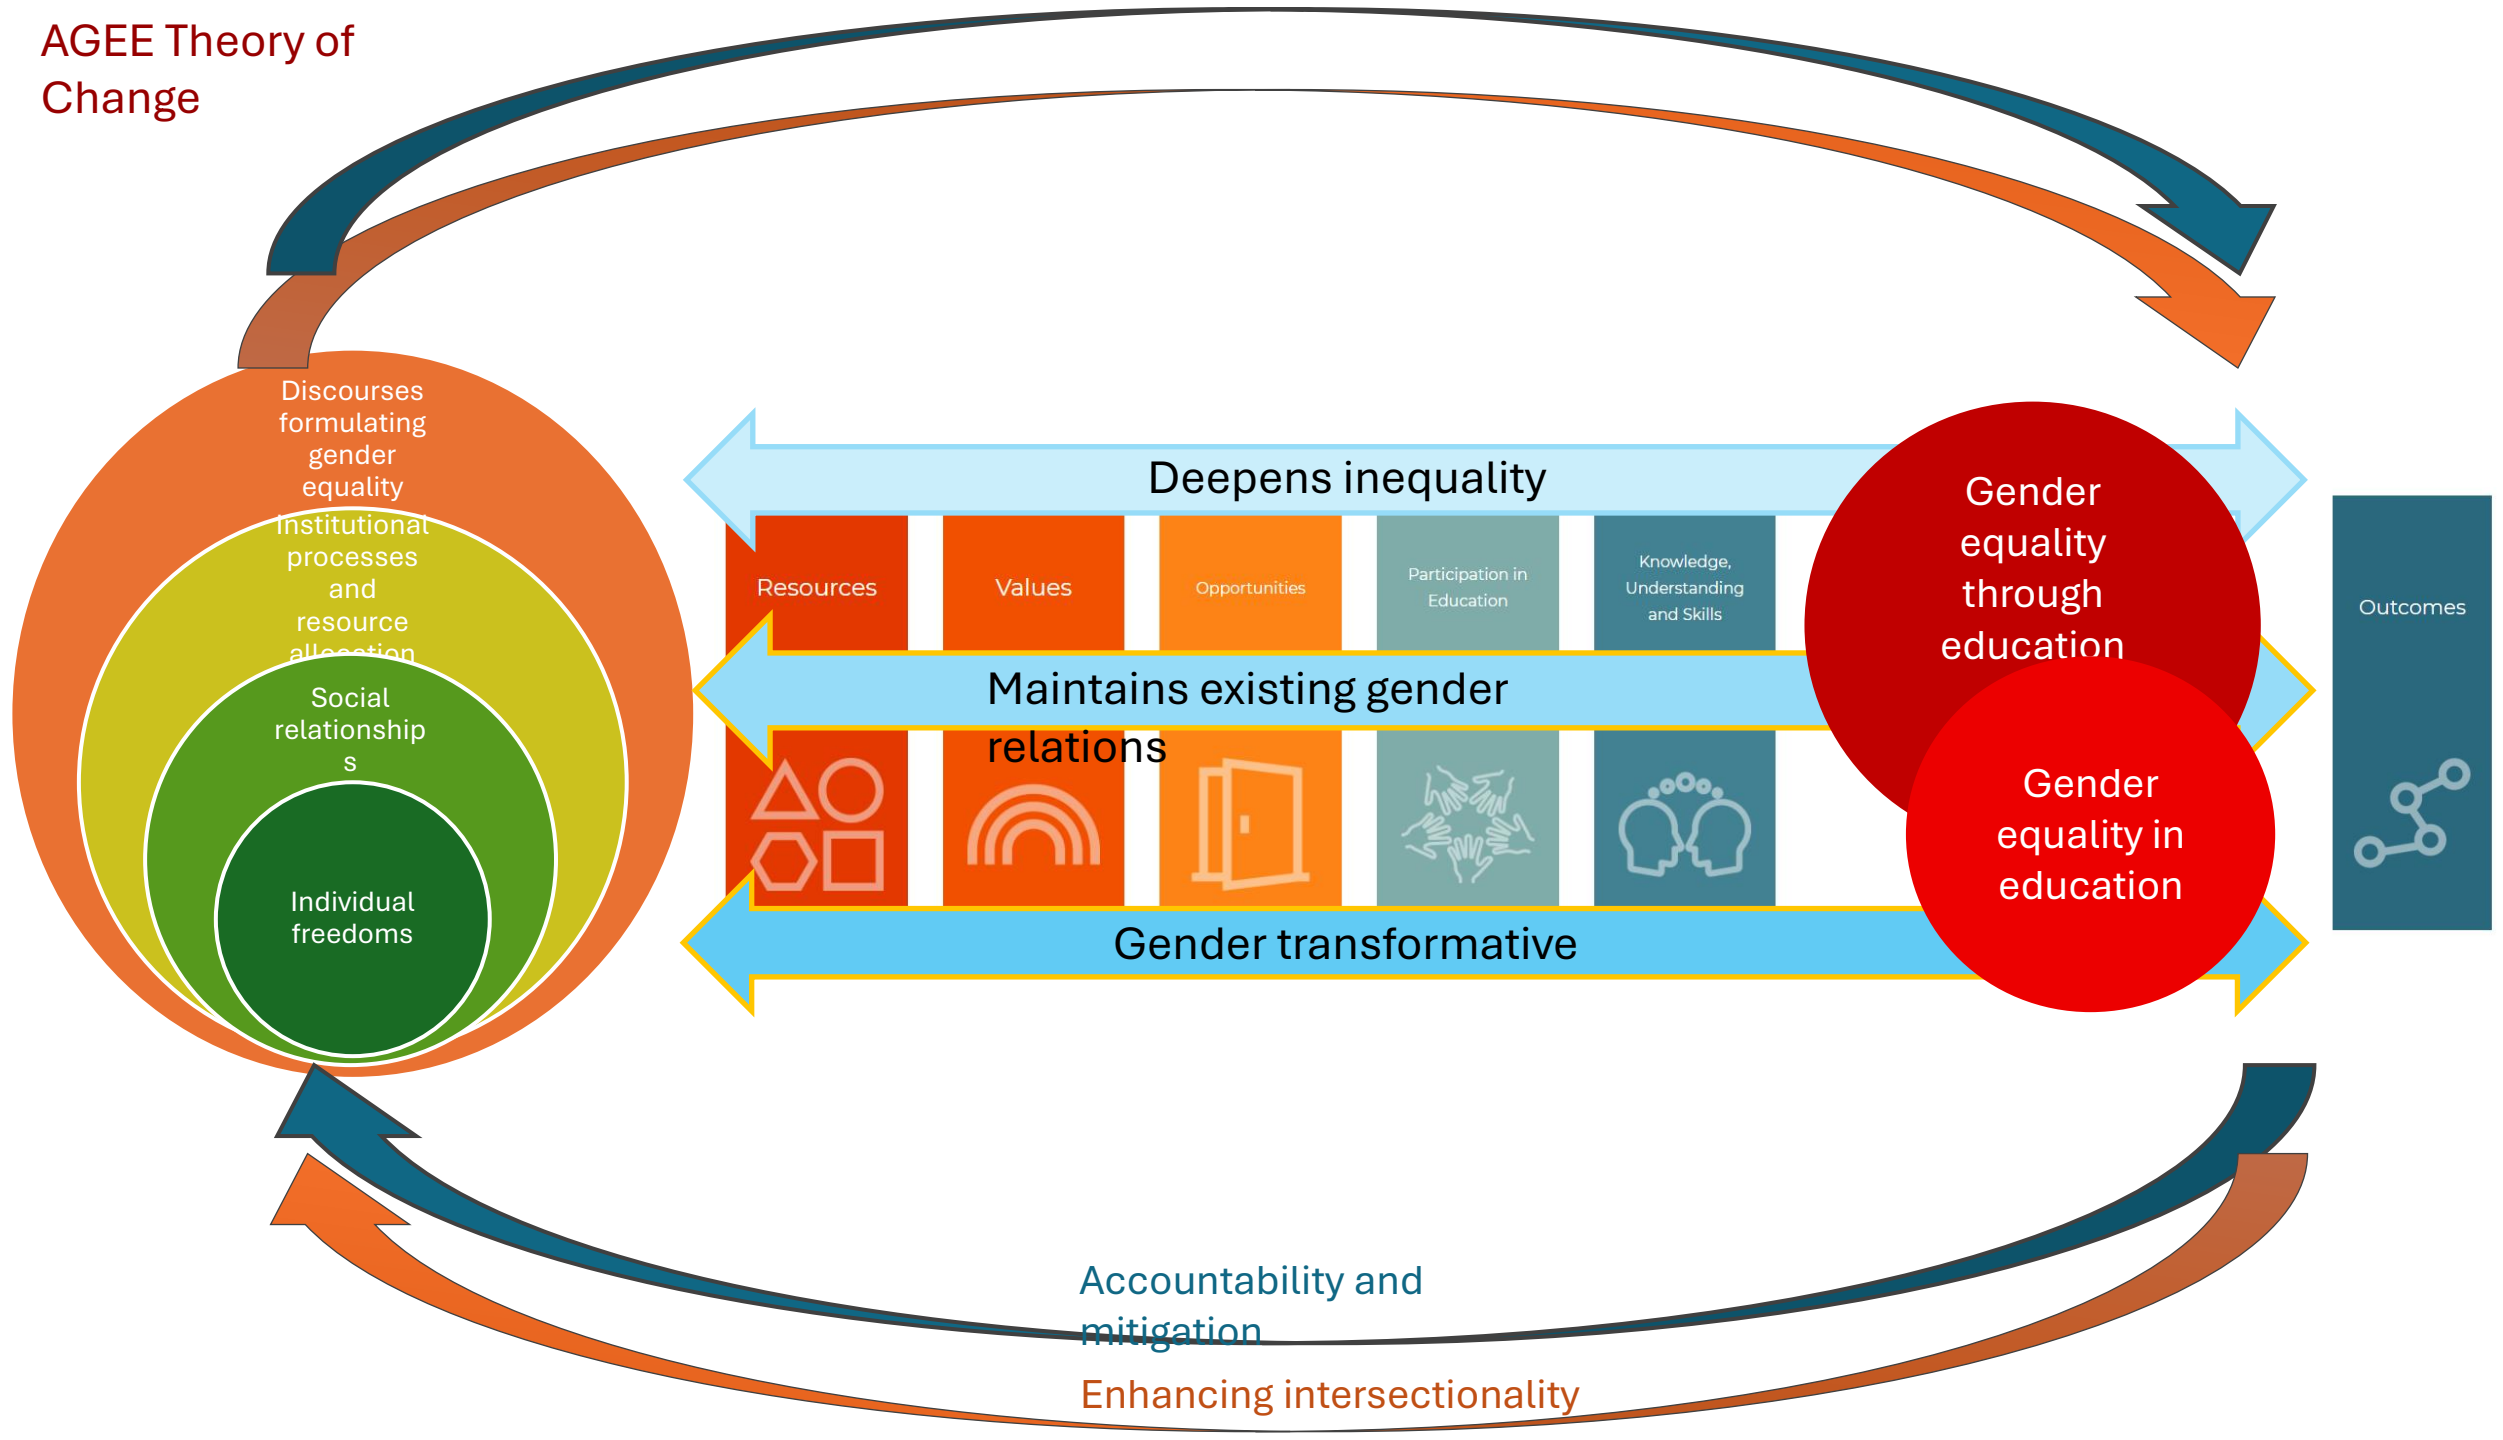 AGEE Theory of
Change
Discourses
formulating
gender
equality
Institutional
processes
and
resource
allocation
Social
relationship
s
Individual
freedoms
Deepens inequality
Resources
Values
Opportunities
Participation in
Education
Knowledge,
Understanding
and Skills
Maintains existing gender
relations
Gender transformative
Gender
equality
through
education
Gender
equality in
education
Outcomes
Accountability and
mitigation
Enhancing intersectionality